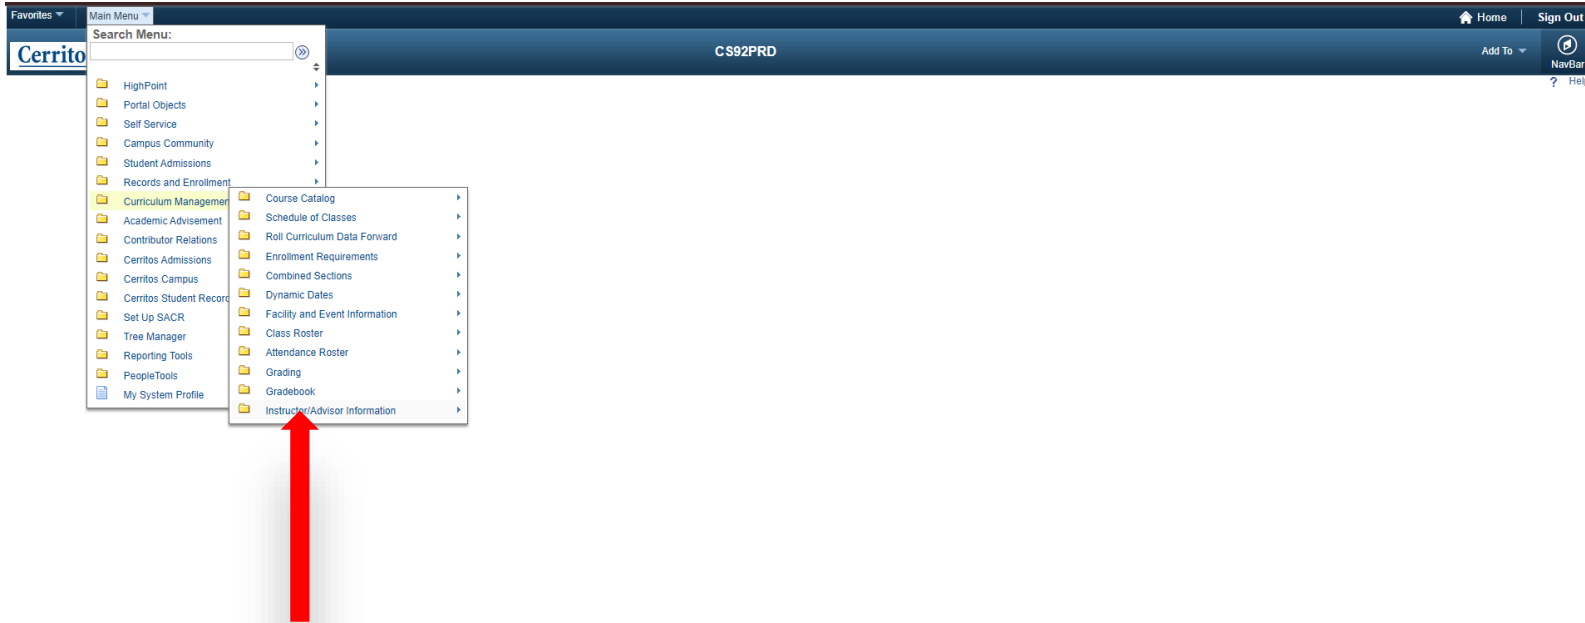 Favorites Main Menu Home Sign Out
Search Menu:
Cerrito CS92PRD Add To
NavBar
? Help
HighPoint
Portal Objects
Self Service
Campus Community
Student Admissions
Records and Enrollment
Curriculum Management
Academic Advisement
Contributor Relations
Cerritos Admissions
Cerritos Campus
Cerritos Student Record
Set Up SACR
Tree Manager
Reporting Tools
PeopleTools
My System Profile
Course Catalog
Schedule of Classes
Roll Curriculum Data Forward
Enrollment Requirements
Combined Sections
Dynamic Dates
Facility and Event Information
Class Roster
Attendance Roster
Grading
Gradebook
Instructor/Advisor Information